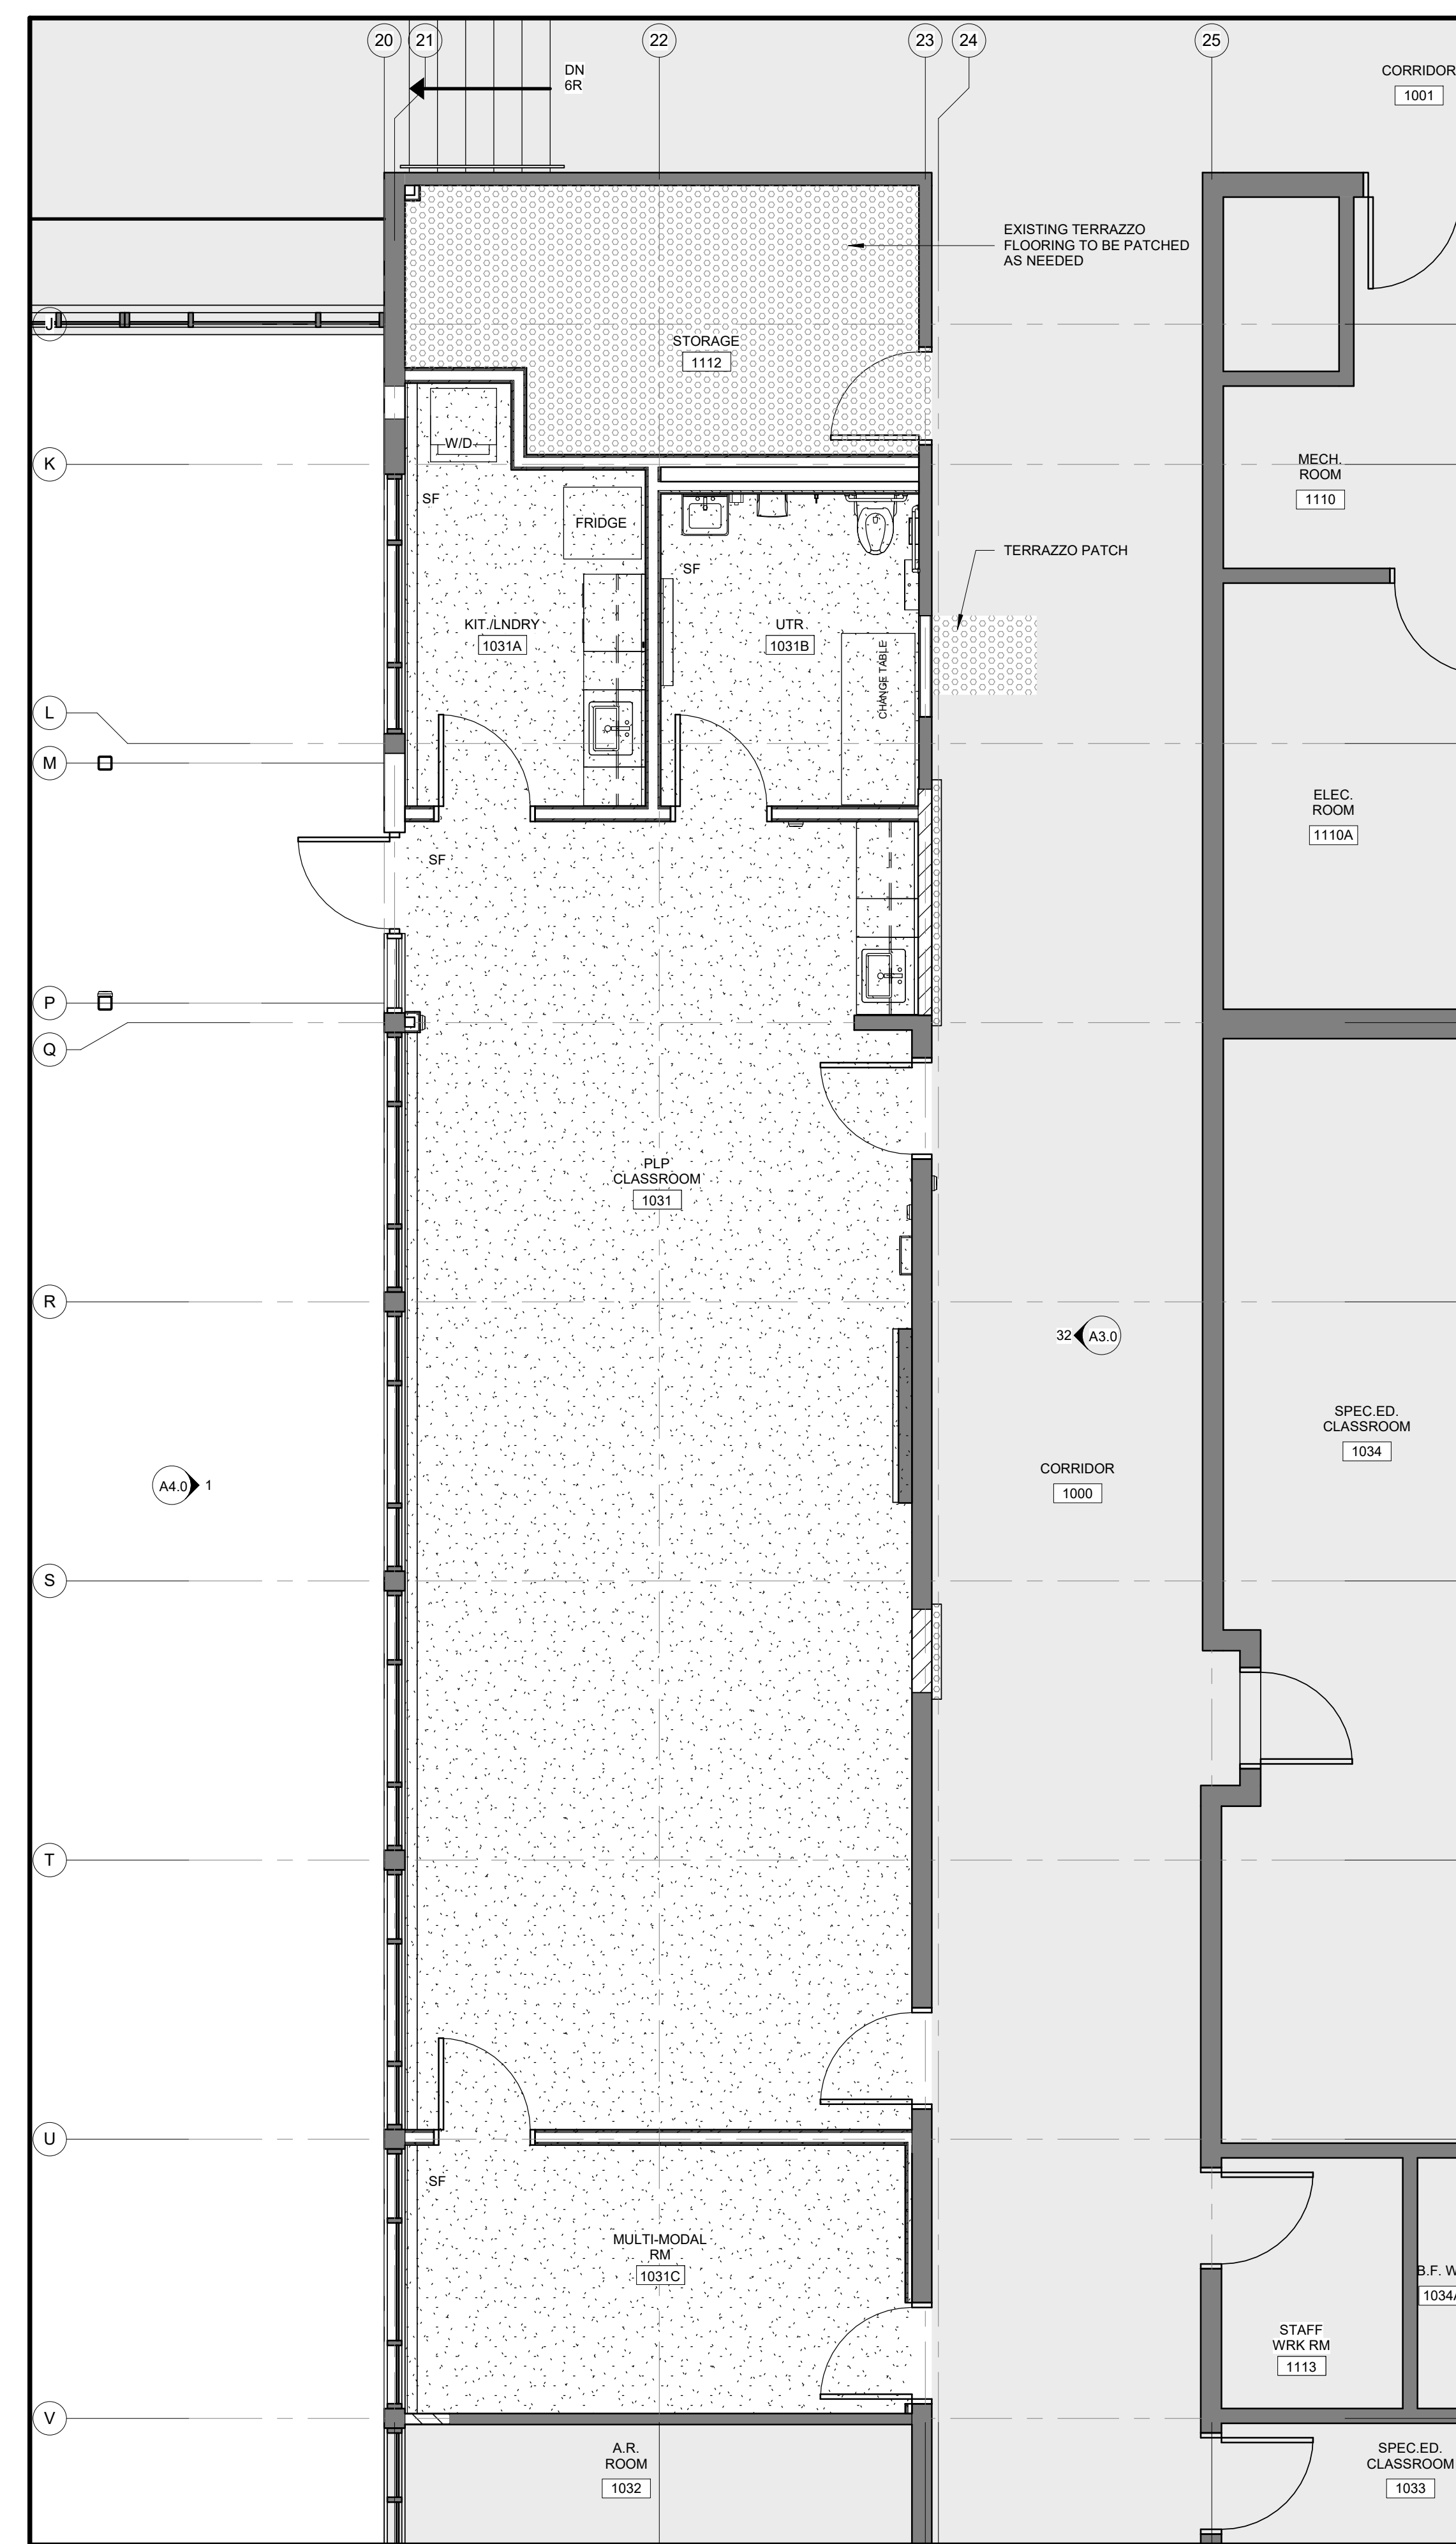 20
21
22
23
24
25
DN
6R
CORRIDOR
1001
EXISTING TERRAZZO
FLOORING TO BE PATCHED
AS NEEDED
J
STORAGE
1112
W/D
K
MECH.
ROOM
1110
SF
FRIDGE
TERRAZZO PATCH
SF
KIT./LNDRY
1031A
UTR
1031B
CHANGE TABLE
L
M
ELEC.
ROOM
1110A
SF
P
Q
PLP
CLASSROOM
1031
R
32
A3.0
SPEC.ED.
CLASSROOM
1034
CORRIDOR
1000
A4.0
1
S
T
U
SF
MULTI-MODAL
RM
1031C
B.F. W
1034A
STAFF
WRK RM
1113
V
A.R.
ROOM
1032
SPEC.ED.
CLASSROOM
1033